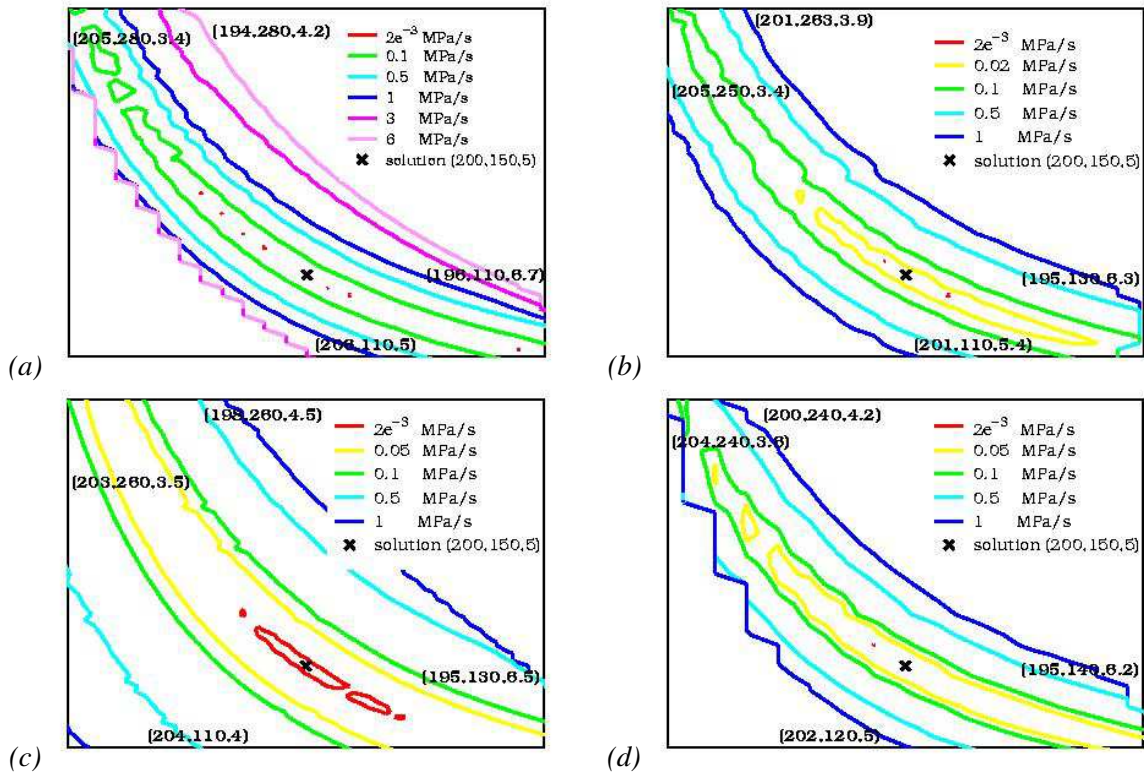 (205,280,3.4)
(194,280,4.2)
2e⁻³ MPa/s
0.1 MPa/s
0.5 MPa/s
1 MPa/s
3 MPa/s
6 MPa/s
solution (200,150,5)
(196,110,6.7)
(206,110,5)
(a)
(201,263,3.9)
2e⁻³ MPa/s
0.02 MPa/s
0.1 MPa/s
0.5 MPa/s
1 MPa/s
solution (200,150,5)
(205,250,3.4)
(195,130,6.3)
(201,110,5.4)
(b)
(198,260,4.5)
2e⁻³ MPa/s
0.05 MPa/s
0.1 MPa/s
0.5 MPa/s
1 MPa/s
solution (200,150,5)
(203,260,3.5)
(195,130,6.5)
(204,110,4)
(c)
(200,240,4.2)
(204,240,3.6)
2e⁻³ MPa/s
0.05 MPa/s
0.1 MPa/s
0.5 MPa/s
1 MPa/s
solution (200,150,5)
(195,140,6.2)
(202,120,5)
(d)